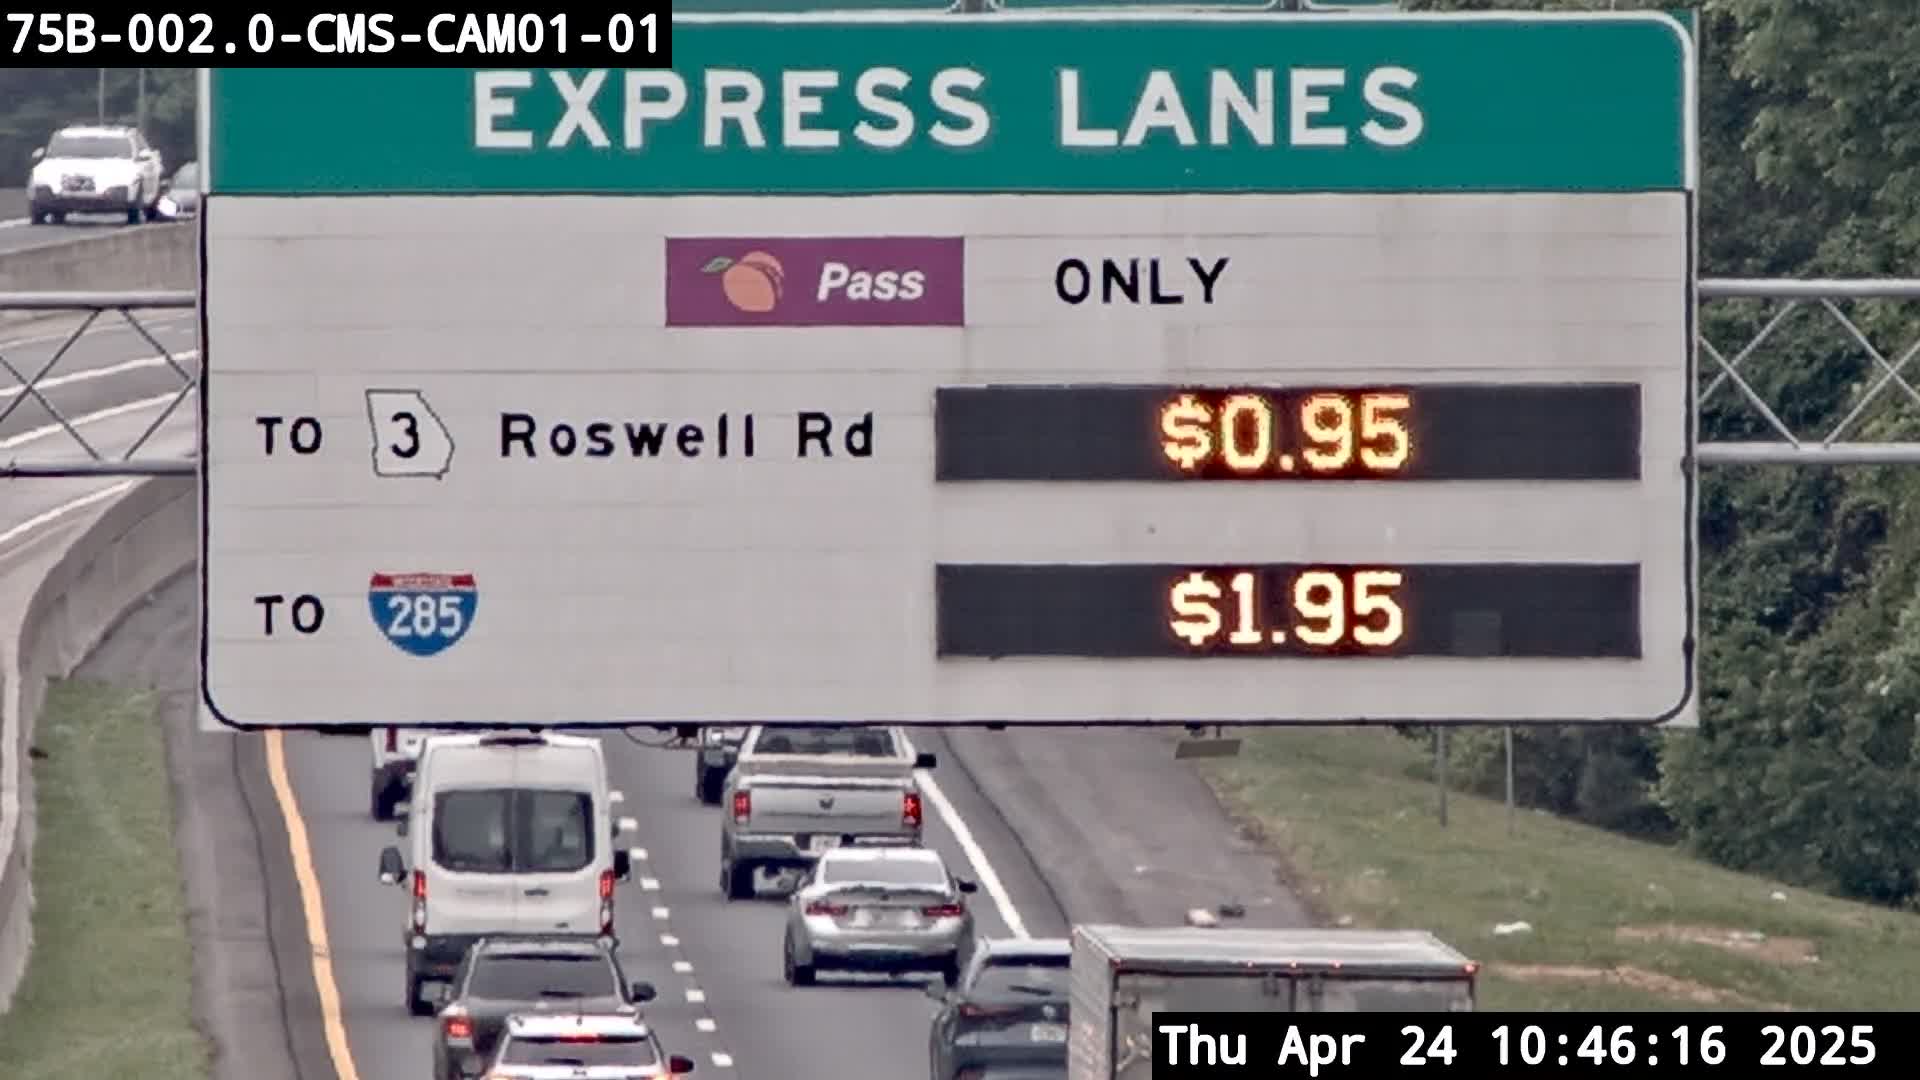 75B-002.0-CMS-CAM01-01
EXPRESS LANES
Pass ONLY
TO 3 Roswell Rd $0.95
TO 285 $1.95
Thu Apr 24 10:46:16 2025